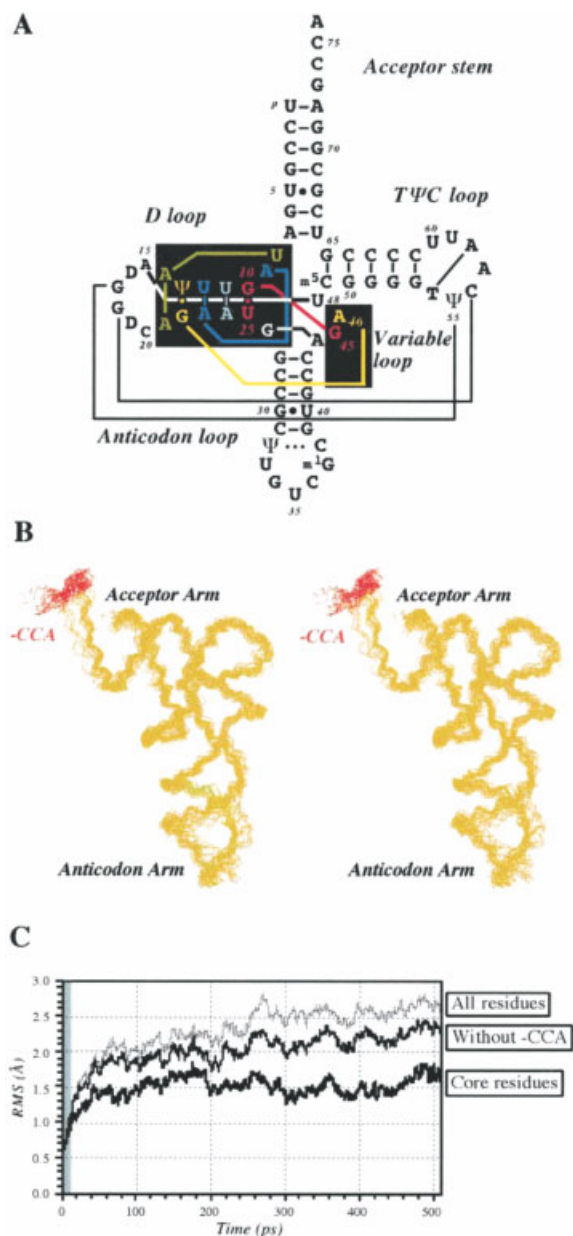 A
A
C
C
75
G
Acceptor stem
p
U – A
C – G
C – G
70
G – C
5
U • G
G – C
A U
TΨC loop
D loop
60
65
G C C C C U U A A C
m5
C G G G G T Ψ
50
55
48
15
A
D
G
G
D
C
20
A
Ψ U U G
10
A
G A A U
25
U
A
G
U
A
A 46
G 45
Variable loop
G – C
C – C
C – G
30
G • U
40
C G
Anticodon loop
Ψ ... C
U G
G m1 G
U C
35
B
Acceptor Arm
-CCA
Anticodon Arm
Acceptor Arm
-CCA
Anticodon Arm
C
3.0
2.5
2.0
1.5
1.0
0.5
0.0
RMS (Å)
0
100
200
300
400
500
Time (ps)
All residues
Without -CCA
Core residues